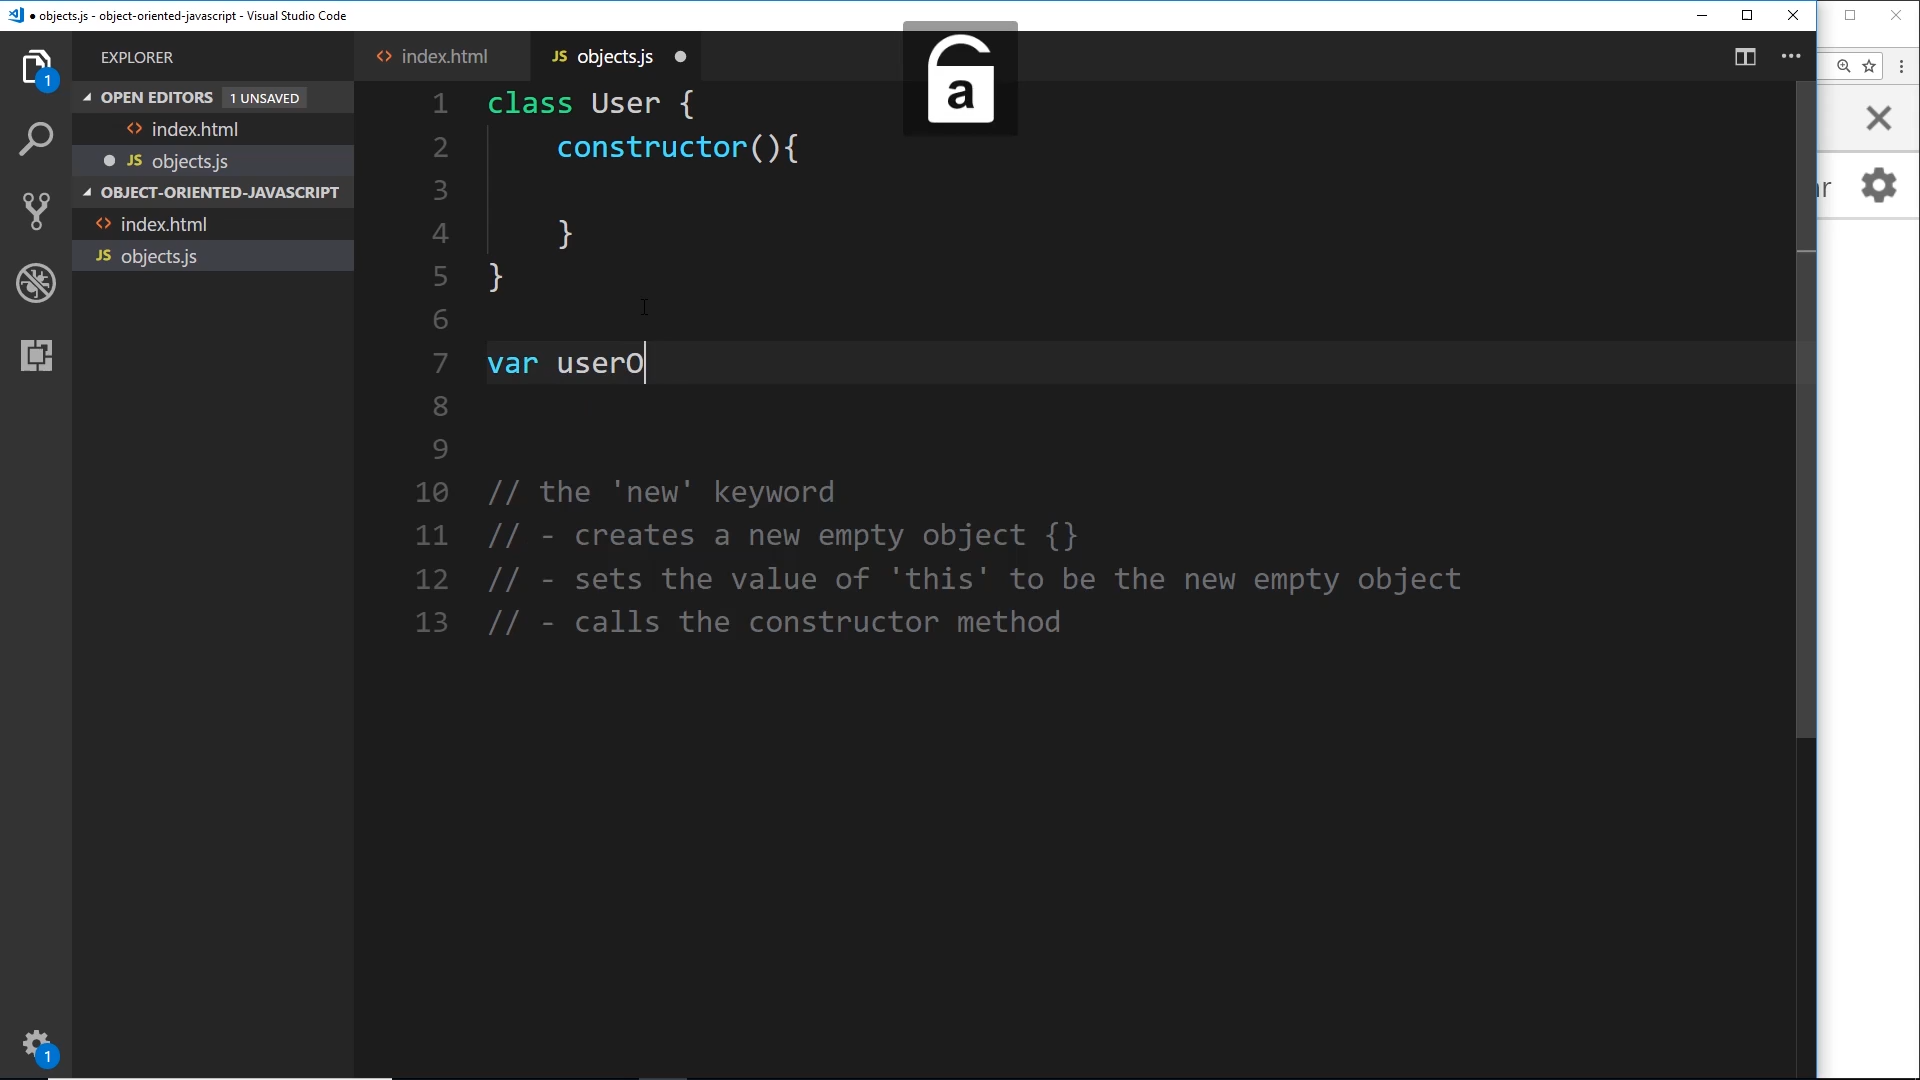 ● objects.js - object-oriented-javascript - Visual Studio Code
EXPLORER
OPEN EDITORS 1 UNSAVED
<> index.html
● JS objects.js
OBJECT-ORIENTED-JAVASCRIPT
<> index.html
JS objects.js
1
1
<> index.html
JS objects.js ●
a
1 class User {
2 constructor(){
3
4 }
5 }
6
7 var userO
8
9
10 // the 'new' keyword
11 // - creates a new empty object {}
12 // - sets the value of 'this' to be the new empty object
13 // - calls the constructor method